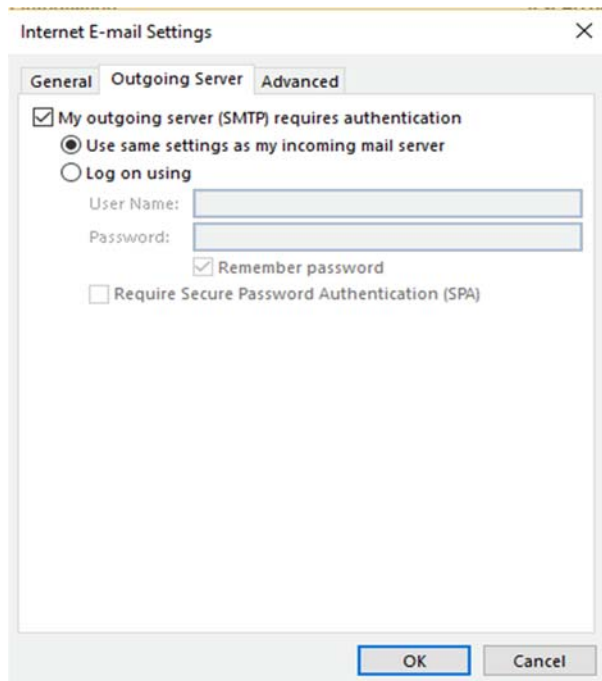 Internet E-mail Settings
General Outgoing Server Advanced
My outgoing server (SMTP) requires authentication
Use same settings as my incoming mail server
Log on using
User Name:
Password:
Remember password
Require Secure Password Authentication (SPA)
OK Cancel